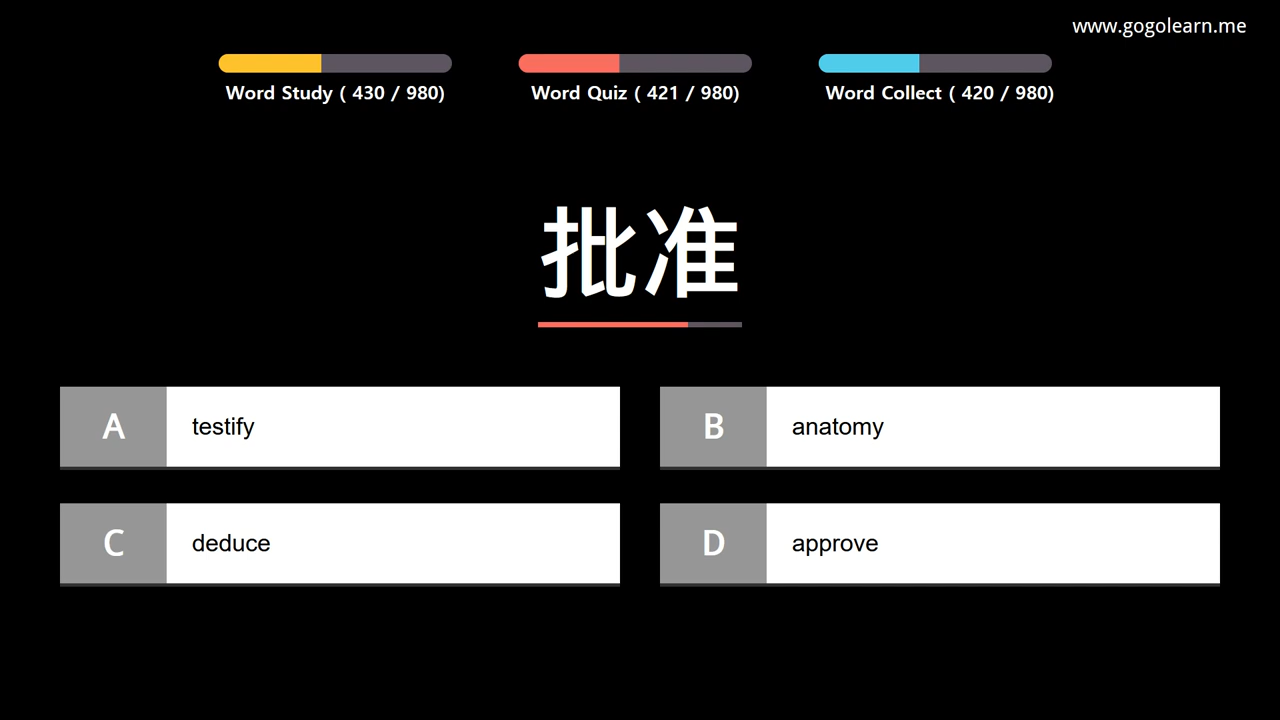 www.gogolearn.me
Word Study ( 430 / 980)
Word Quiz ( 421 / 980)
Word Collect ( 420 / 980)
批准
A testify
B anatomy
C deduce
D approve